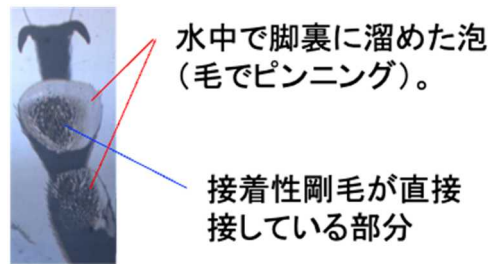 水中で脚裏に溜めた泡
（毛でピンニング）。
接着性剛毛が直接
接している部分